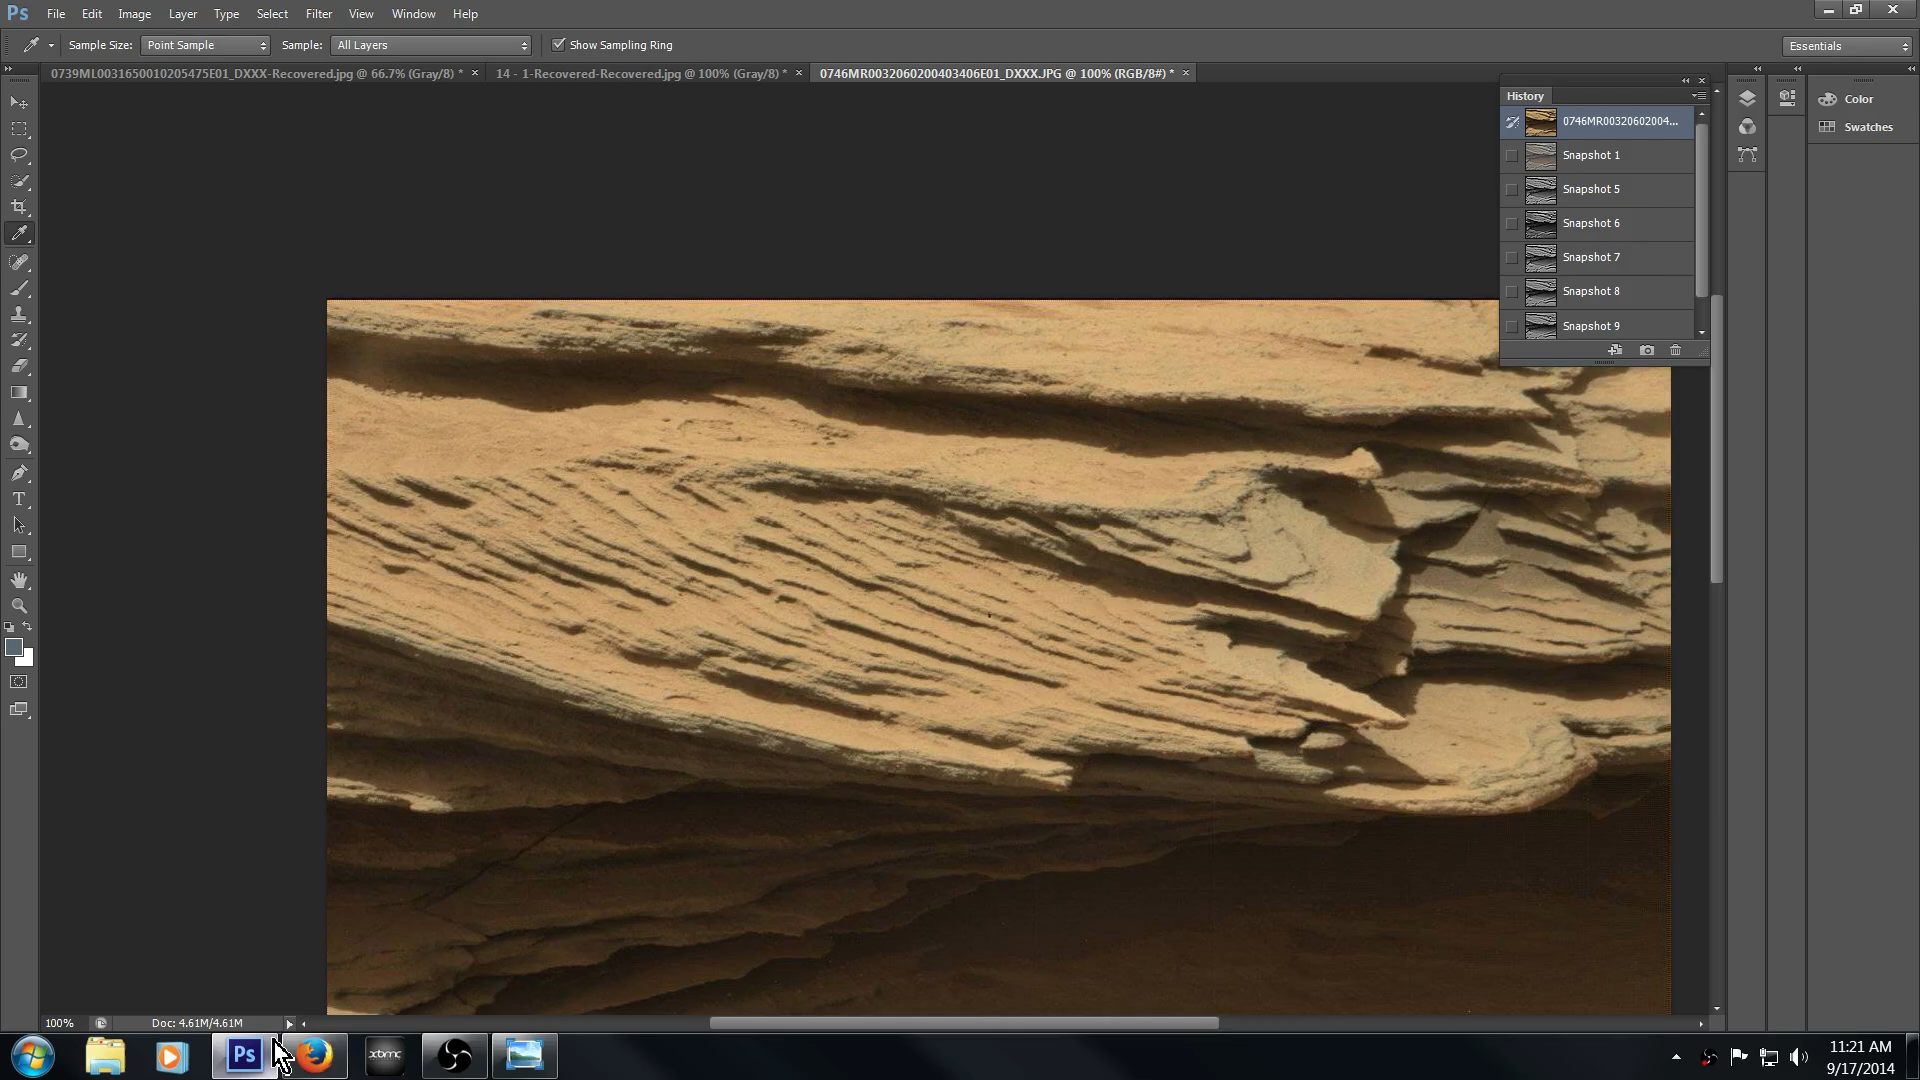 Ps File Edit Image Layer Type Select Filter View Window Help
Sample Size: Point Sample Sample: All Layers Show Sampling Ring Essentials
0739ML0031650010205475E01_DXXX-Recovered.jpg @ 66.7% (Gray/8) * × 14 - 1-Recovered-Recovered.jpg @ 100% (Gray/8) * × 0746MR0032060200403406E01_DXXX.JPG @ 100% (RGB/8#) * ×
History
0746MR00320602004...
Snapshot 1
Snapshot 5
Snapshot 6
Snapshot 7
Snapshot 8
Snapshot 9
Color
Swatches
T
100% Doc: 4.61M/4.61M
Ps xbmc
11:21 AM
9/17/2014